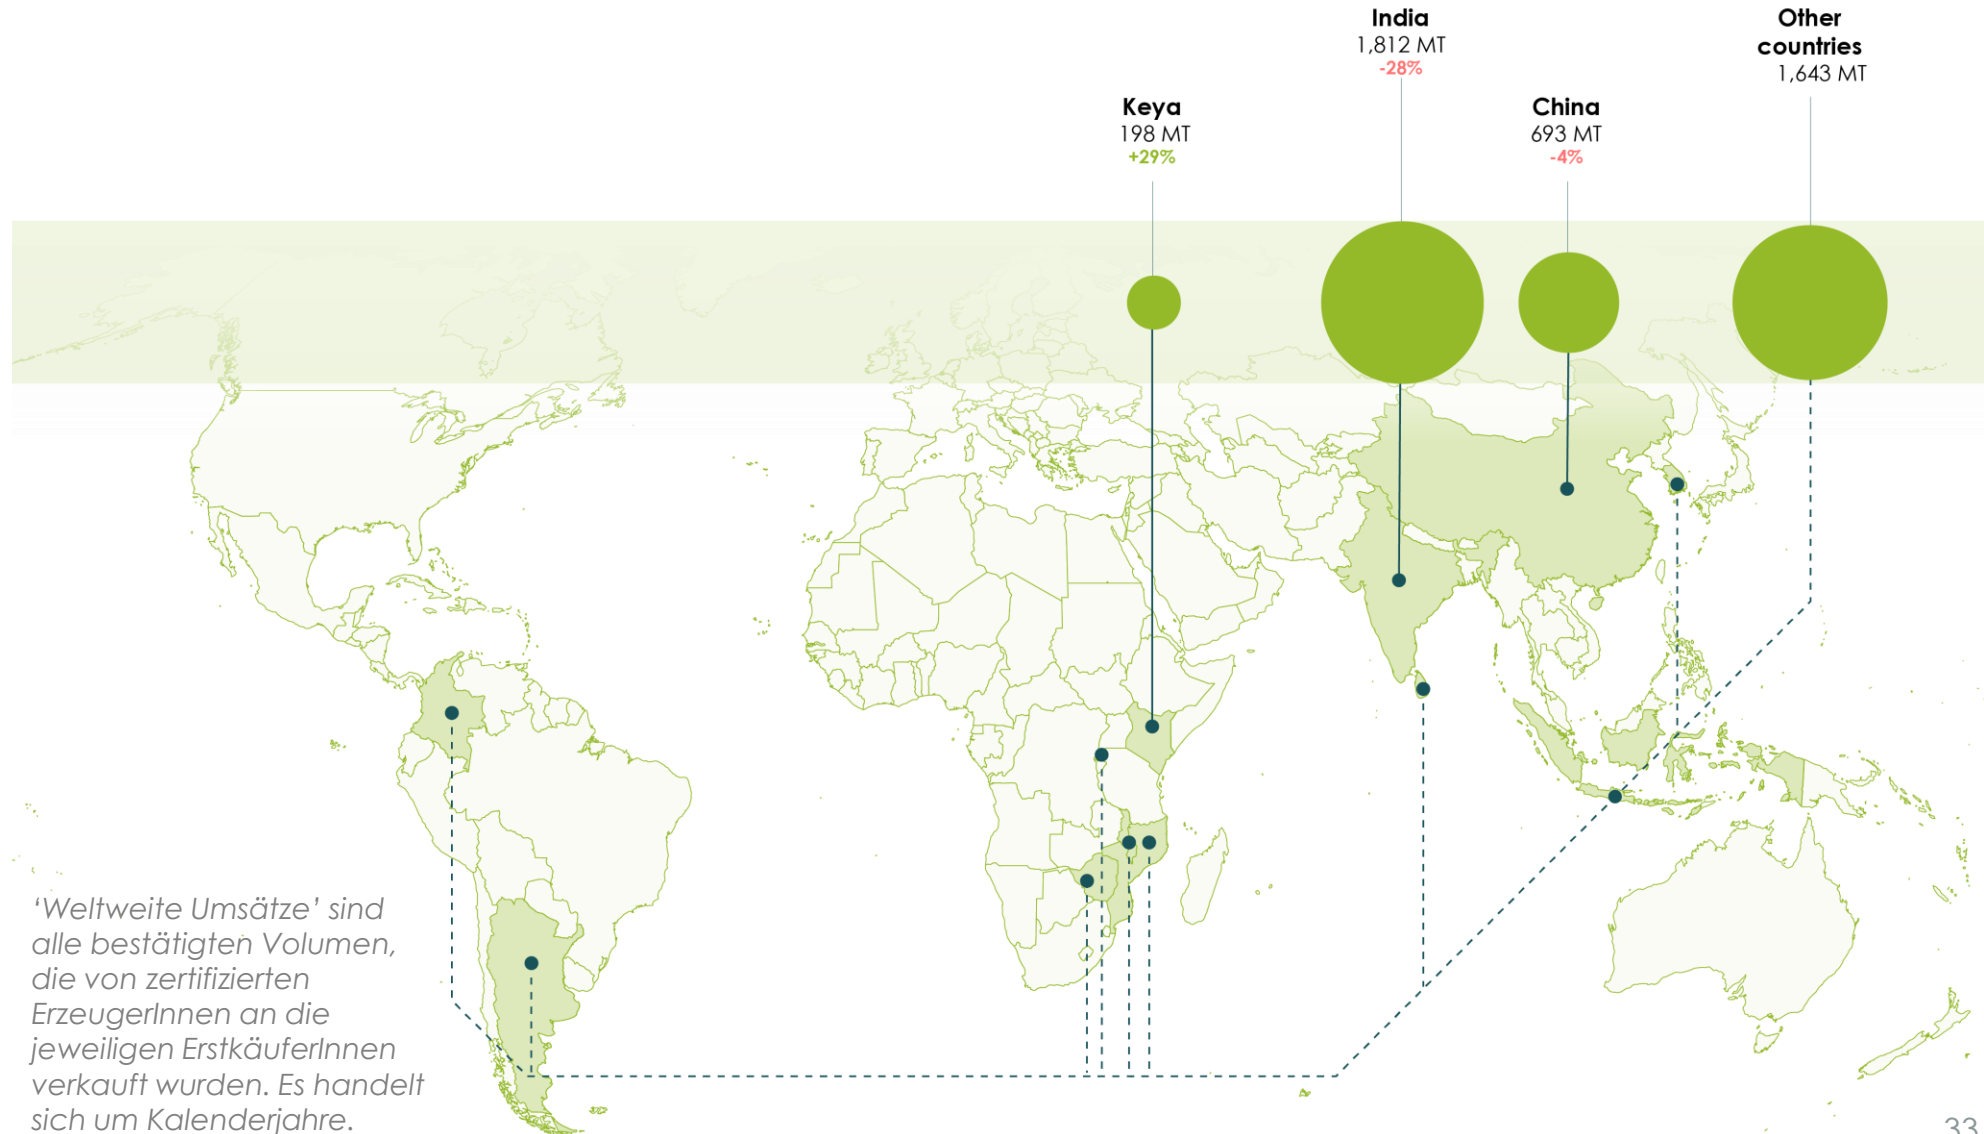 India
1,812 MT
-28%
Other
countries
1,643 MT
Keya
198 MT
+29%
China
693 MT
-4%
‘Weltweite Umsätze’ sind
alle bestätigten Volumen,
die von zertifizierten
ErzeugerInnen an die
jeweiligen ErstkäuferInnen
verkauft wurden. Es handelt
sich um Kalenderjahre.
33